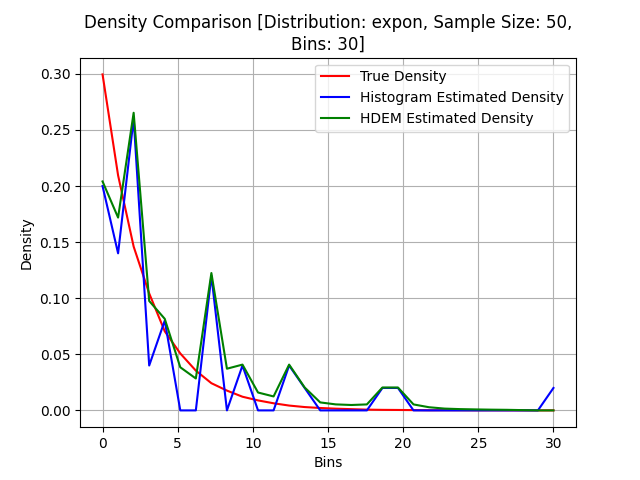 Density Comparison [Distribution: expon, Sample Size: 50,
Bins: 30]
True Density
Histogram Estimated Density
HDEM Estimated Density
Density
0.30
0.25
0.20
0.15
0.10
0.05
0.00
0 5 10 15 20 25 30
Bins